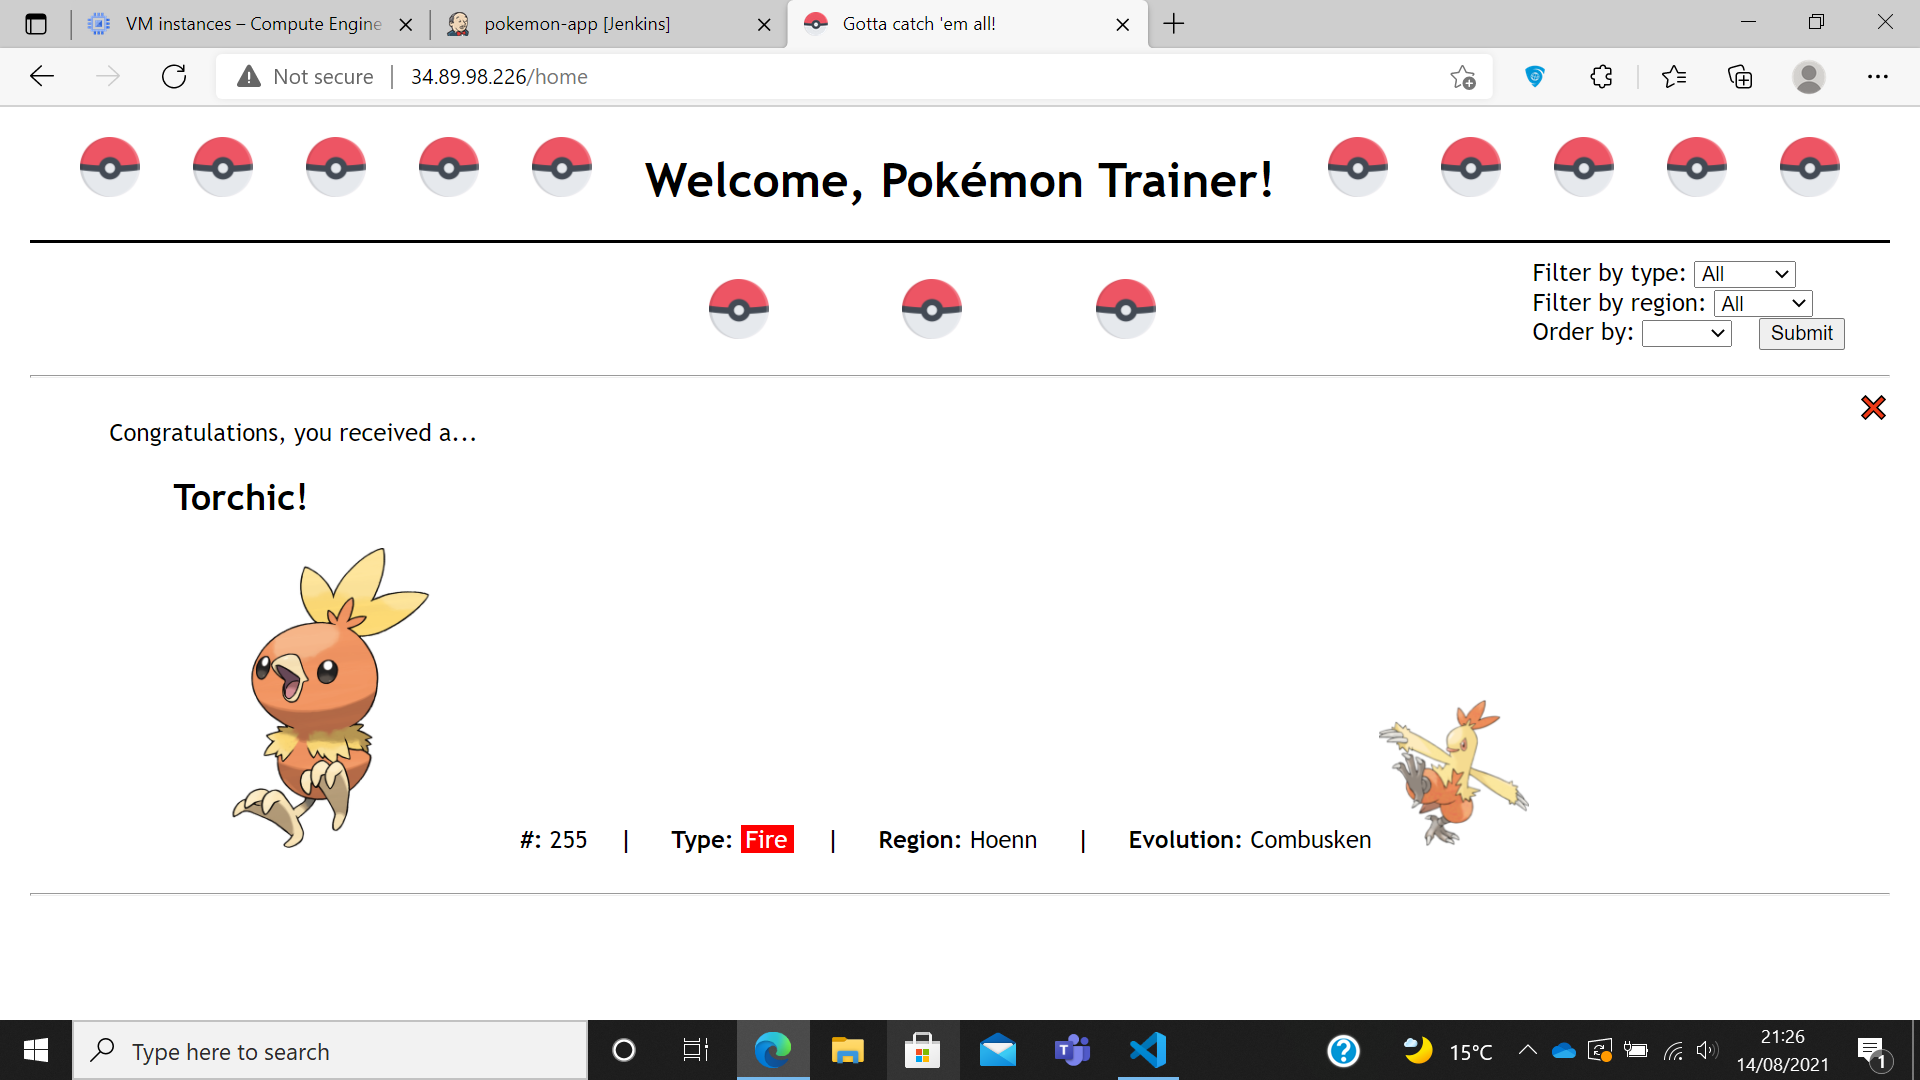 VM instances – Compute Engine
pokemon-app [Jenkins]
Gotta catch 'em all!
Not secure
34.89.98.226/home
Welcome, Pokémon Trainer!
Filter by type: All
Filter by region: All
Order by:
Submit
Congratulations, you received a...
Torchic!
#: 255 | Type: Fire | Region: Hoenn | Evolution: Combusken
Type here to search
15°C
21:26
14/08/2021
1